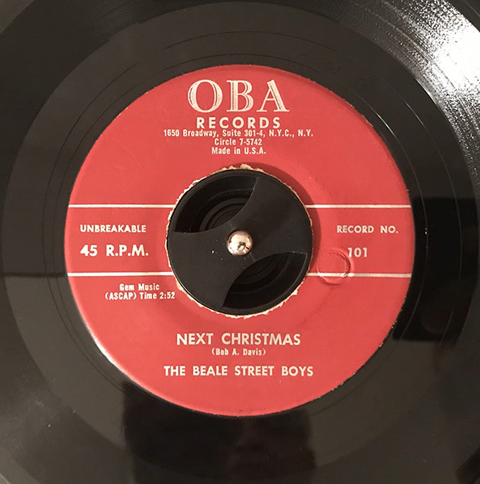 OBA
RECORDS
1650 Broadway, Suite 301-4, N.Y.C., N.Y.
Circle 7-5742
Made in U.S.A.
UNBREAKABLE
45 R.P.M.
RECORD NO.
101
Gem Music
(ASCAP) Time 2:52
NEXT CHRISTMAS
(Bob A. Davis)
THE BEALE STREET BOYS